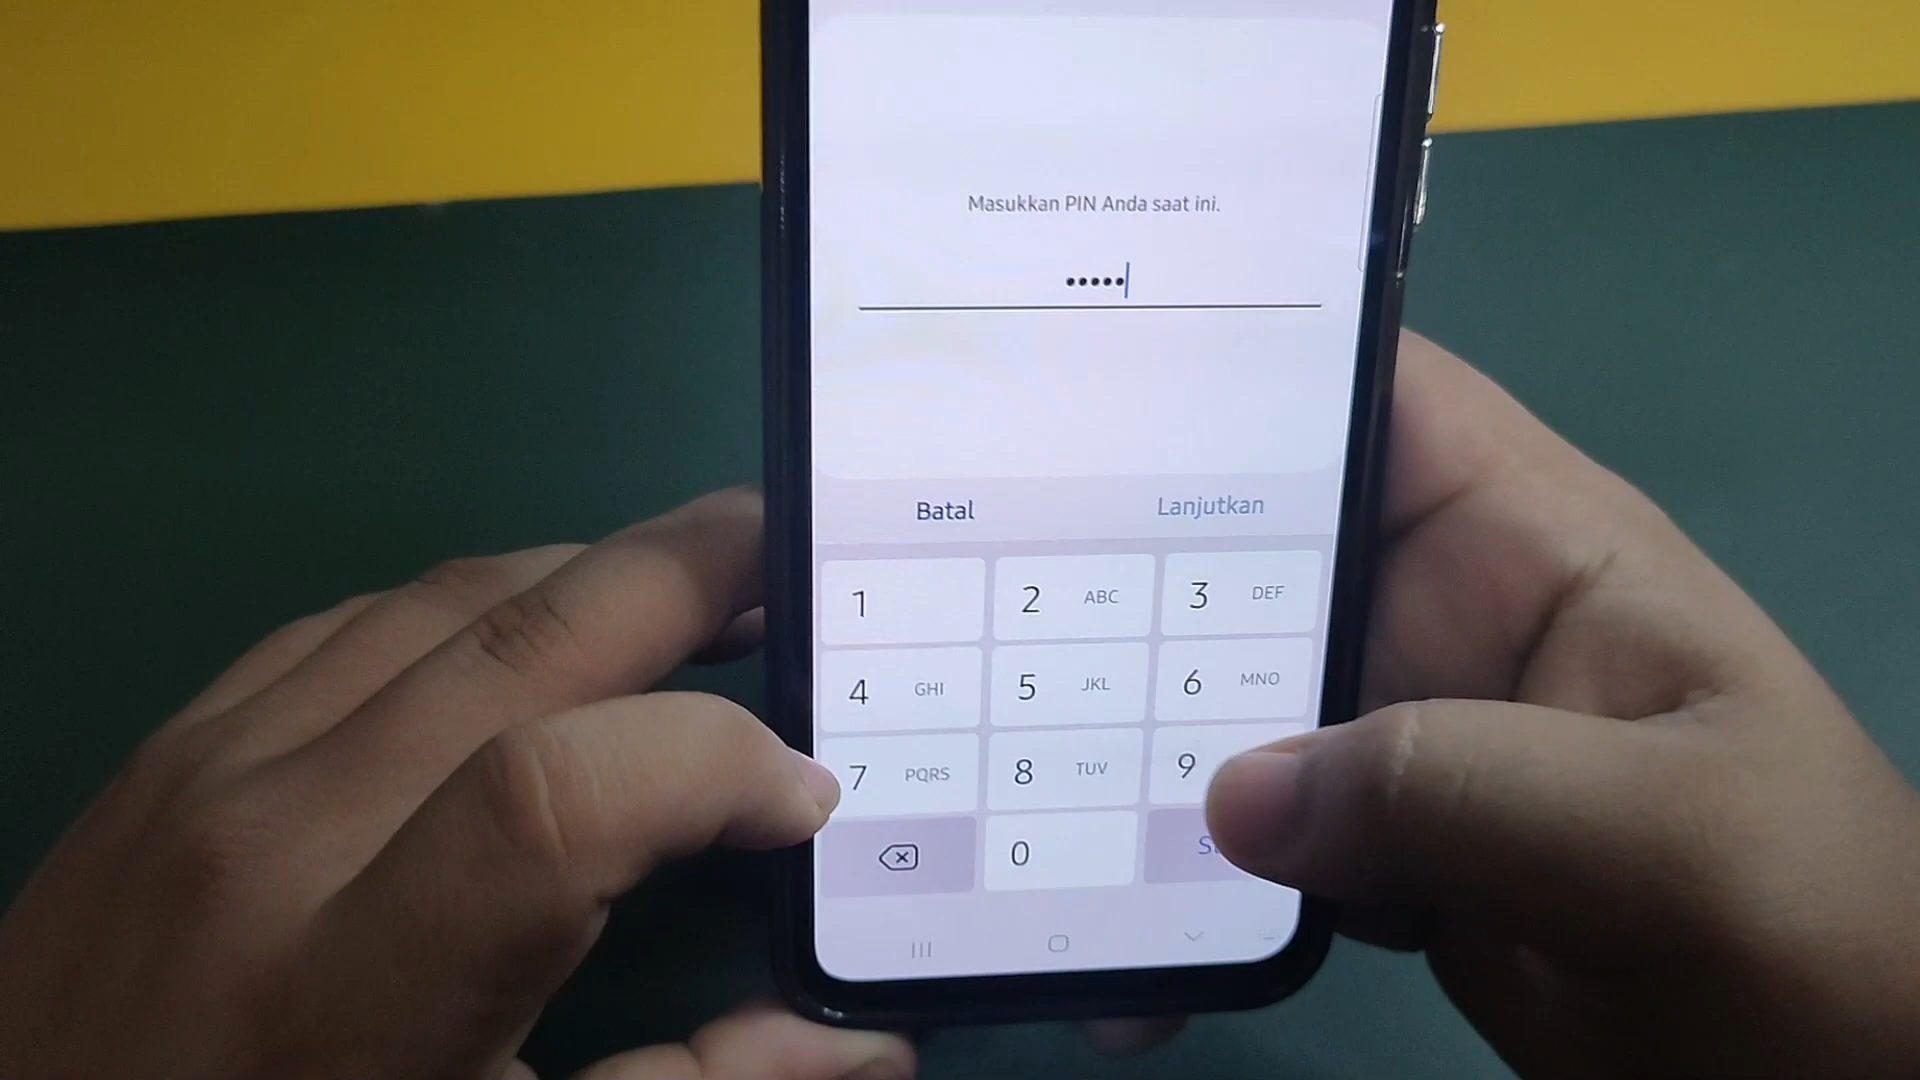 Masukkan PIN Anda saat ini.
•••••
Batal Lanjutkan
1 2 ABC 3 DEF
4 GHI 5 JKL 6 MNO
7 PQRS 8 TUV 9
0